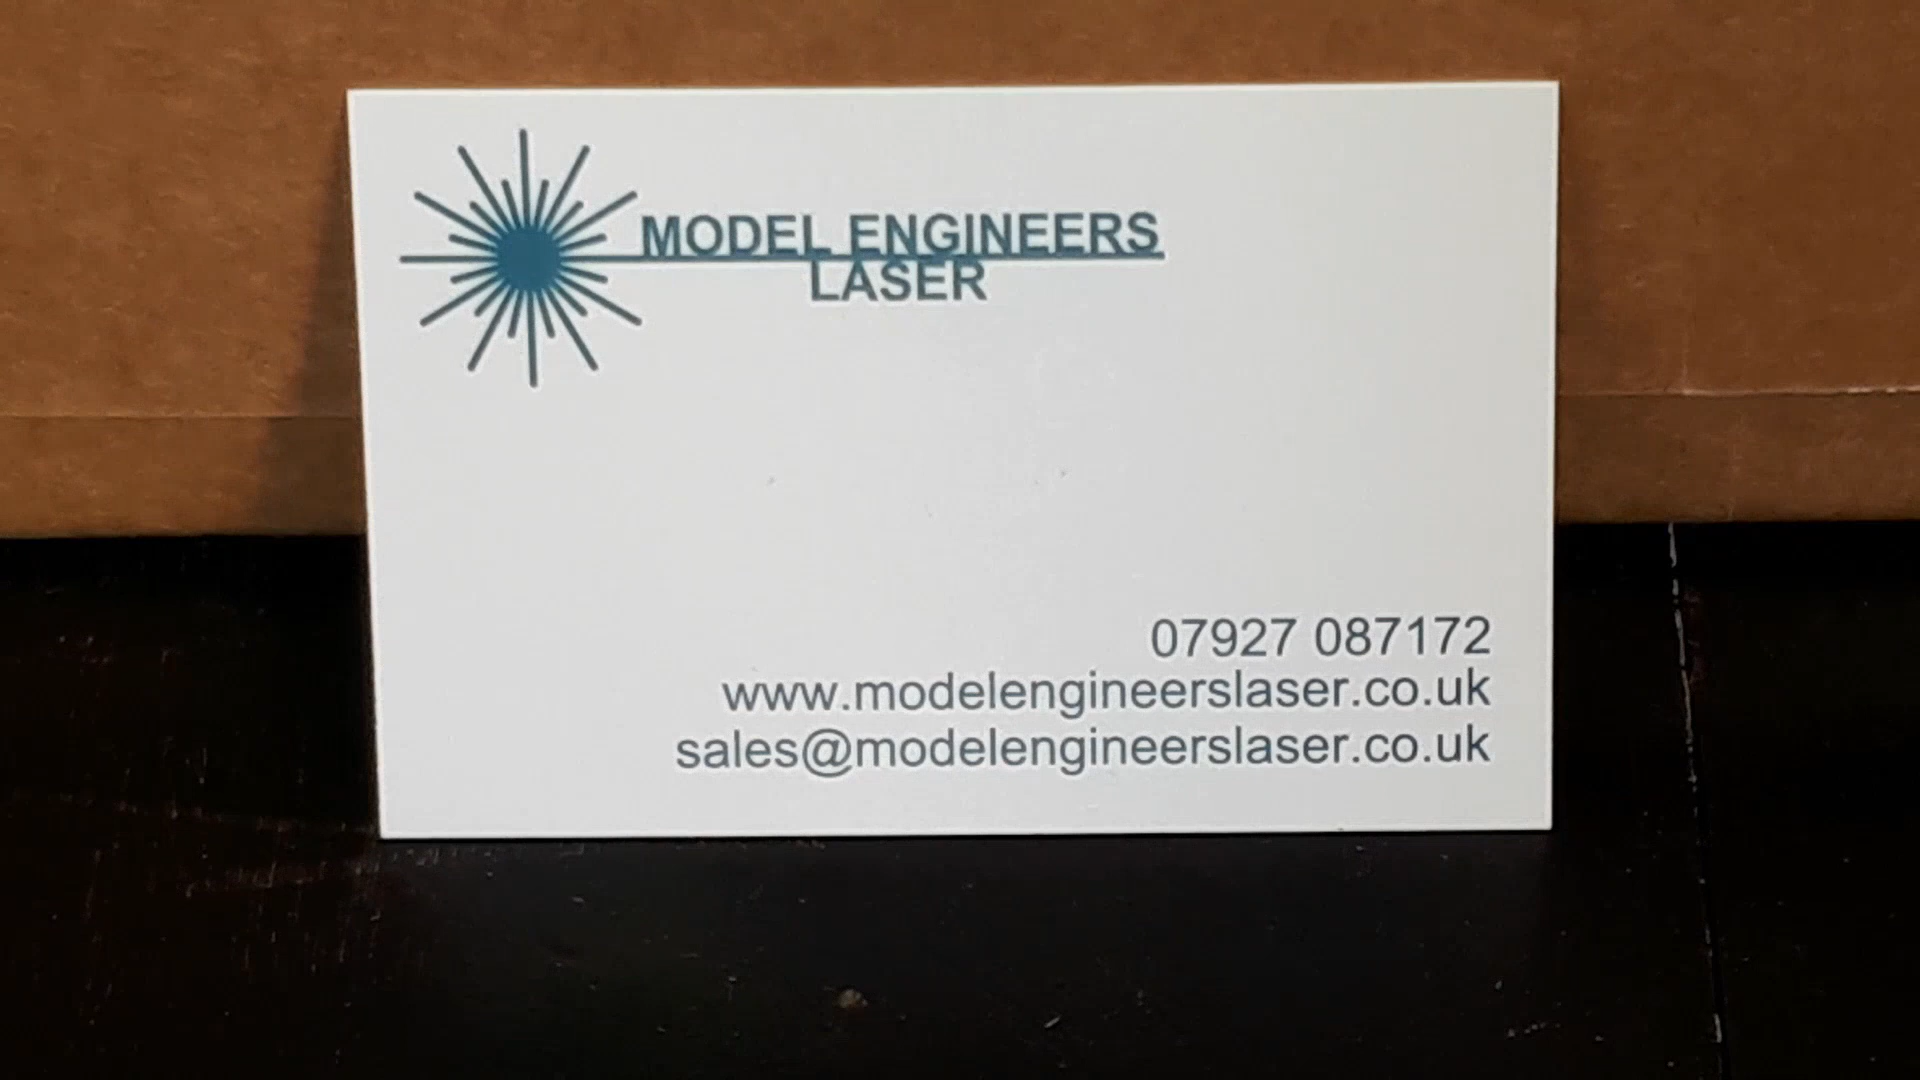 MODEL ENGINEERS
LASER
07927 087172
www.modelengineerslaser.co.uk
sales@modelengineerslaser.co.uk